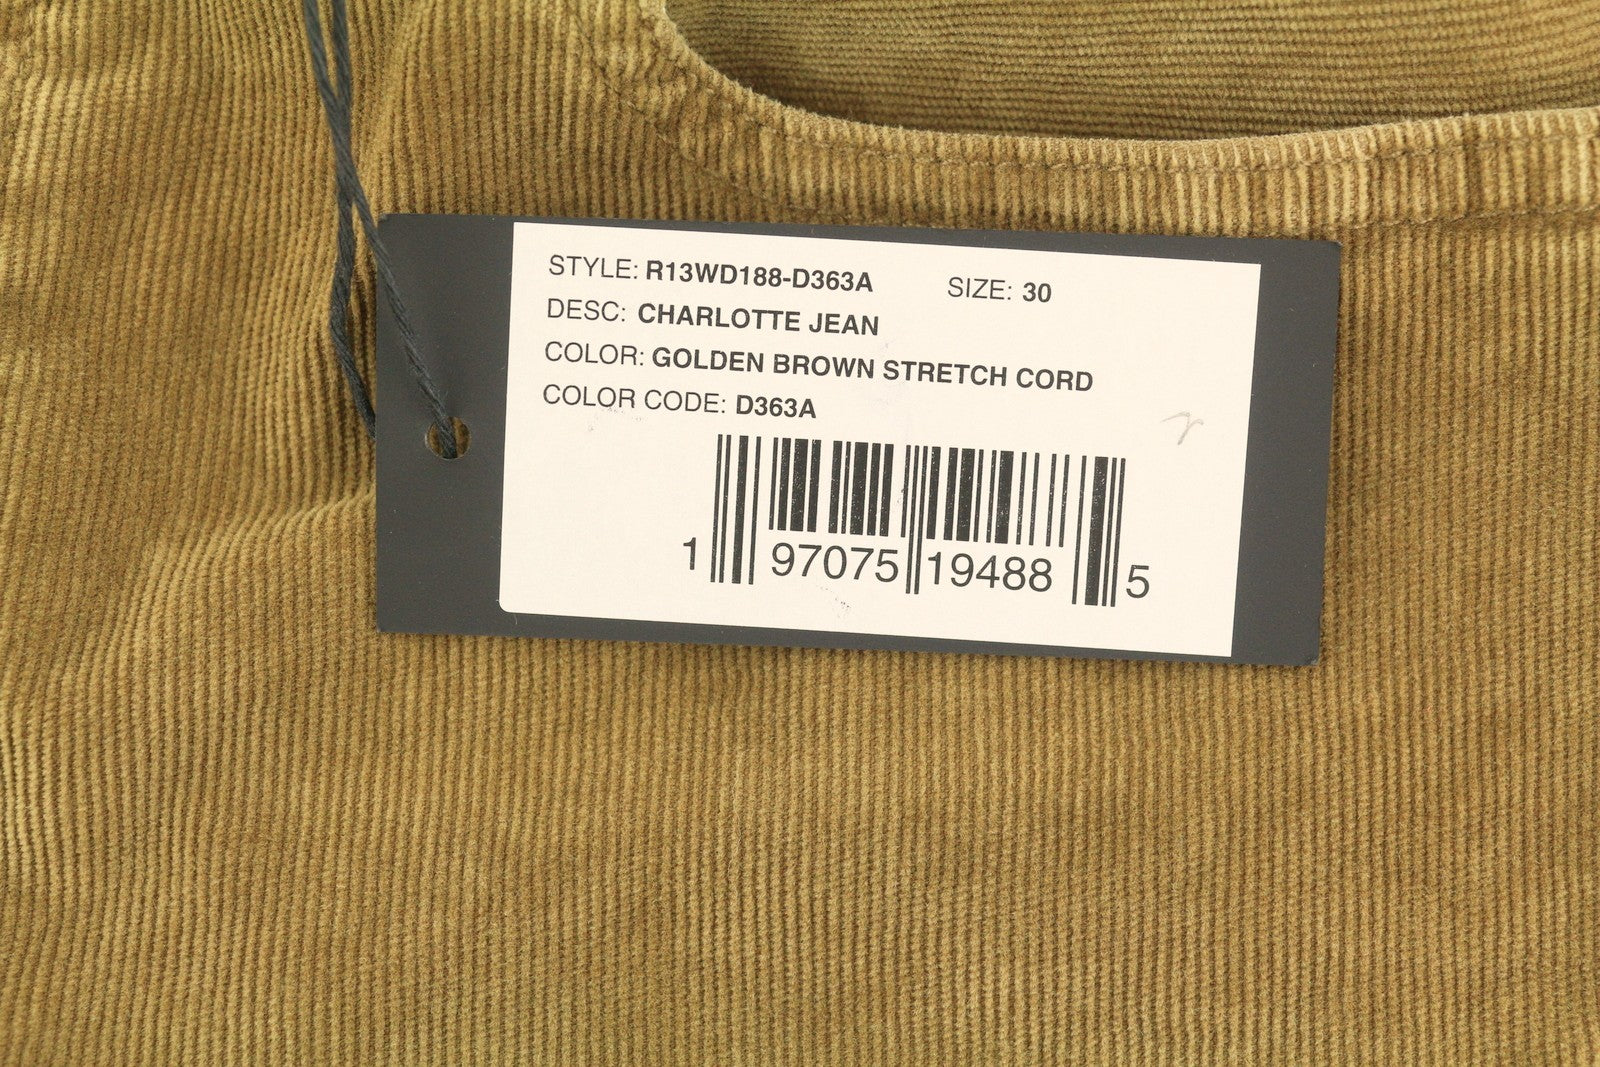 STYLE: R13WD188-D363A SIZE: 30
DESC: CHARLOTTE JEAN
COLOR: GOLDEN BROWN STRETCH CORD
COLOR CODE: D363A
1 97075 19488 5